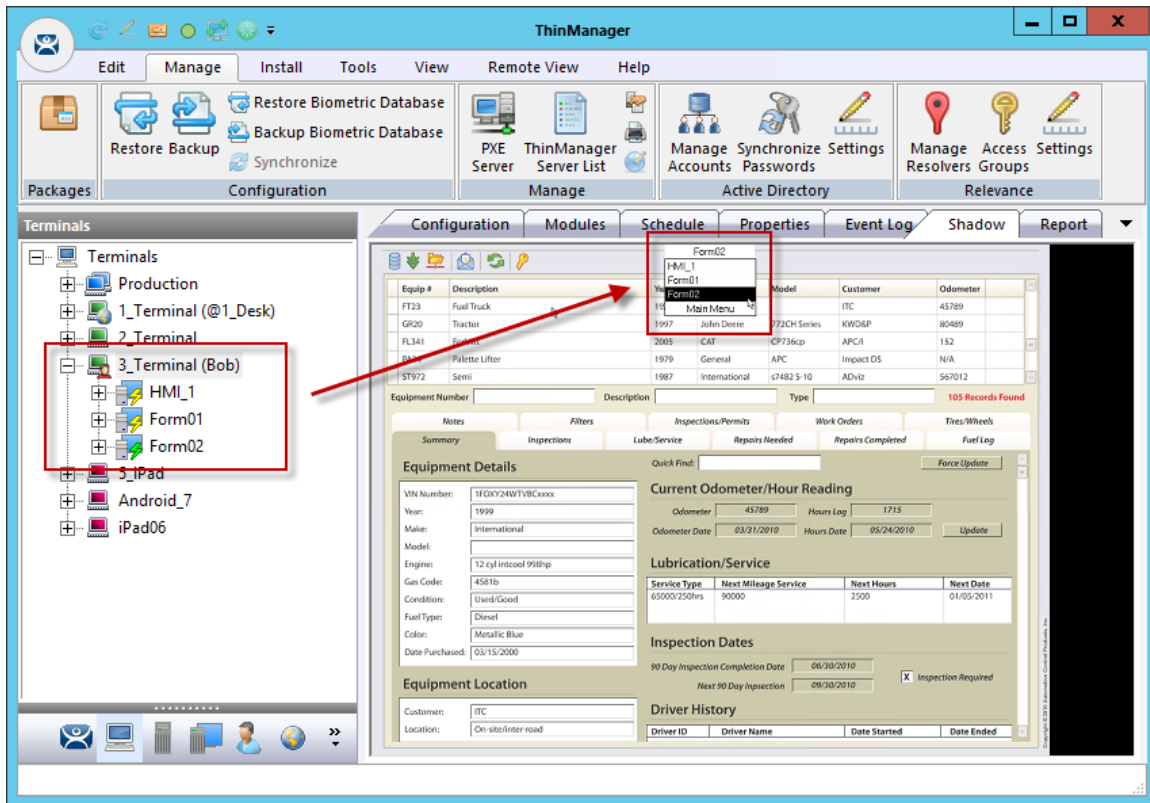 ThinManager
Edit Manage Install Tools View Remote View Help
Restore Backup
Restore Biometric Database
Backup Biometric Database
Synchronize
PXE Server
ThinManager Server List
Manage Accounts
Synchronize Passwords
Settings
Manage Resolvers
Access Groups
Settings
Packages Configuration Manage Active Directory Relevance
Terminals
Terminals
Production
1_Terminal (@1_Desk)
2_Terminal
3_Terminal (Bob)
HMI_1
Form01
Form02
5_iPad
Android_7
iPad06
Configuration Modules Schedule Properties Event Log Shadow Report
Form02
HMI_1
Form01
Form02
Main Menu
Equip # Description Model Customer Odometer
FT23 Fuel Truck ITC 45789
GR20 Tractor 1997 John Deere 772CH Series KWD&P 80489
FL341 2005 CAT CP736cp APC/I 152
Palette Lifter 1979 General APC Impact DS N/A
ST972 Semi 1987 International s7482 S-10 ADviz 567012
Equipment Number Description Type 105 Records Found
Notes Filters Inspections/Permits Work Orders Tires/Wheels
Summary Inspections Lube/Service Repairs Needed Repairs Completed Fuel Log
Equipment Details
VIN Number: 1FDXY24WTVBCxxxx
Year: 1999
Make: International
Model:
Engine: 12 cyl intcool 998hp
Gas Code: 4581b
Condition: Used/Good
Fuel Type: Diesel
Color: Metallic Blue
Date Purchased: 03/15/2000
Equipment Location
Customer: ITC
Location: On-site/inter-road
Quick Find: Force Update
Current Odometer/Hour Reading
Odometer 45789 Hours Log 1715
Odometer Date 03/31/2010 Hours Date 05/24/2010 Update
Lubrication/Service
Service Type Next Mileage Service Next Hours Next Date
65000/250hrs 90000 2500 01/05/2011
Inspection Dates
90 Day Inspection Completion Date 06/30/2010
X Inspection Required
Next 90 Day Inpsection 09/30/2010
Driver History
Driver ID Driver Name Date Started Date Ended
Copyright © 2010 Automation Control Products, Inc.